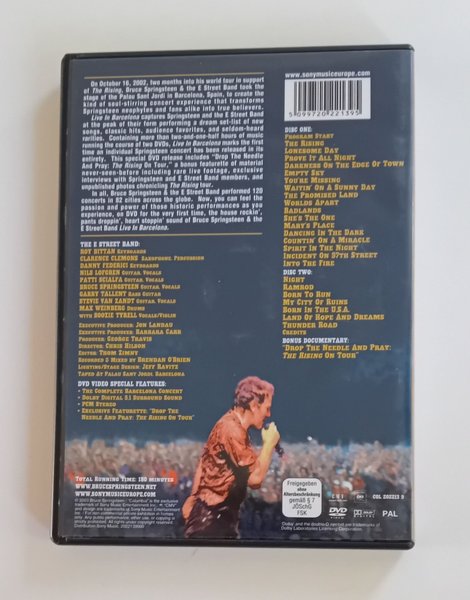 On October 16, 2002, two months into his world tour in support
of The Rising, Bruce Springsteen & the E Street Band took the
stage of the Palau Sant Jordi in Barcelona, Spain, to create the
kind of soul-stirring concert experience that transforms
Springsteen neophytes and fans alike into true believers.
Live In Barcelona captures Springsteen and the E Street Band
at the peak of their form performing a dream set-list of new
songs, classic hits, audience favorites, and seldom-heard
rarities. Containing more than two-and-one-half hours of music
running the course of two DVDs, Live In Barcelona marks the first
time an individual Springsteen concert has been released in its
entirety. This special DVD release includes "Drop The Needle
And Pray: The Rising On Tour," a bonus featurette of material
never-seen-before including rare live footage, exclusive
interviews with Springsteen and E Street Band members, and
unpublished photos chronicling The Rising tour.
In all, Bruce Springsteen & the E Street Band performed 120
concerts in 82 cities across the globe. Now, you can feel the
passion and power of those historic performances as you
experience, on DVD for the very first time, the house rockin',
pants droppin', heart stoppin' sound of Bruce Springsteen & the
E Street Band Live In Barcelona.
THE E STREET BAND:
ROY BITTAN KEYBOARDS
CLARENCE CLEMONS SAXOPHONE, PERCUSSION
DANNY FEDERICI KEYBOARDS
NILS LOFGREN GUITAR, VOCALS
PATTI SCIALFA GUITAR, VOCALS
BRUCE SPRINGSTEEN GUITAR, VOCALS
GARRY TALLENT BASS GUITAR
STEVIE VAN ZANDT GUITAR, VOCALS
MAX WEINBERG DRUMS
WITH SOOZIE TYRELL VOCALS/VIOLIN
EXECUTIVE PRODUCER: JON LANDAU
EXECUTIVE PRODUCER: BARBARA CARR
PRODUCER: GEORGE TRAVIS
DIRECTOR: CHRIS HILSON
EDITOR: THOM ZIMNY
RECORDED & MIXED BY BRENDAN O'BRIEN
LIGHTING/STAGE DESIGN: JEFF RAVITZ
TAPED AT PALAU SANT JORDI, BARCELONA
DVD VIDEO SPECIAL FEATURES:
• THE COMPLETE BARCELONA CONCERT
• DOLBY DIGITAL 5.1 SURROUND SOUND
• PCM STEREO
• EXCLUSIVE FEATURETTE: "DROP THE
NEEDLE AND PRAY: THE RISING ON TOUR"
TOTAL RUNNING TIME: 180 MINUTES
WWW.BRUCESPRINGSTEEN.NET
WWW.SONYMUSICEUROPE.COM
www.sonymusiceurope.com
5 099720 221395
DISC ONE:
PROGRAM START
THE RISING
LONESOME DAY
PROVE IT ALL NIGHT
DARKNESS ON THE EDGE OF TOWN
EMPTY SKY
YOU'RE MISSING
WAITIN' ON A SUNNY DAY
THE PROMISED LAND
WORLDS APART
BADLANDS
SHE'S THE ONE
MARY'S PLACE
DANCING IN THE DARK
COUNTIN' ON A MIRACLE
SPIRIT IN THE NIGHT
INCIDENT ON 57TH STREET
INTO THE FIRE
DISC TWO:
NIGHT
RAMROD
BORN TO RUN
MY CITY OF RUINS
BORN IN THE U.S.A.
LAND OF HOPE AND DREAMS
THUNDER ROAD
CREDITS
BONUS DOCUMENTARY:
"DROP THE NEEDLE AND PRAY:
THE RISING ON TOUR"
Freigegeben
ohne
Altersbeschränkung
gemäß § 7
JÖSchG
FSK
DVD
PAL